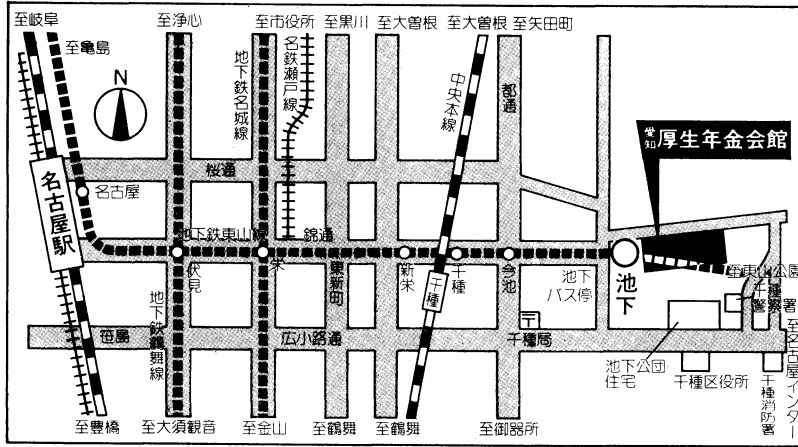 至岐阜
至浄心
至市役所
至黒川
至大曽根
至大曽根
至矢田町
至亀島
名鉄瀬戸線
地下鉄名城線
中央本線
都通
N
愛知
厚生年金会館
桜通
名古屋駅
名古屋
地下鉄東山線
錦通
伏見
栄
東新町
新栄
千種
千種
今池
池下
バス停
池下
至東山公園
千種
警察署
地下鉄鶴舞線
笹島
広小路通
〒
千種局
池下公団
住宅
千種区役所
千種消防署
至名古屋インター
至豊橋
至大須観音
至金山
至鶴舞
至鶴舞
至御器所